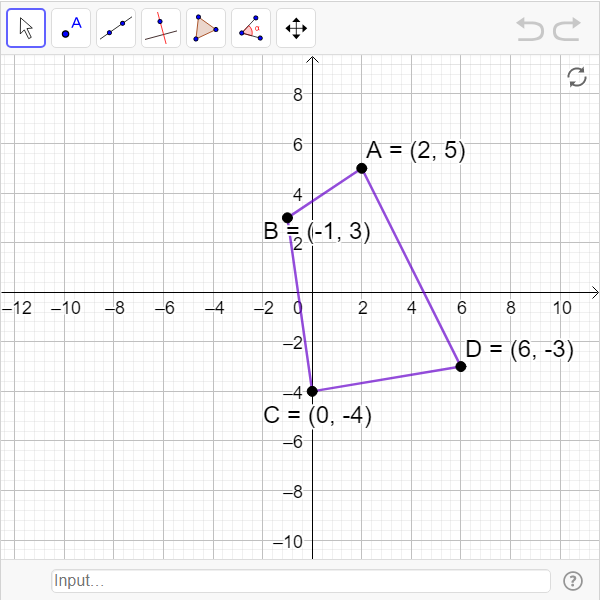 A
α
8
A = (2, 5)
6
4
B = (-1, 3)
2
–12 –10 –8 –6 –4 –2 0 2 4 6 8 10
–2
D = (6, -3)
–4
C = (0, -4)
–6
–8
–10
Input…
?